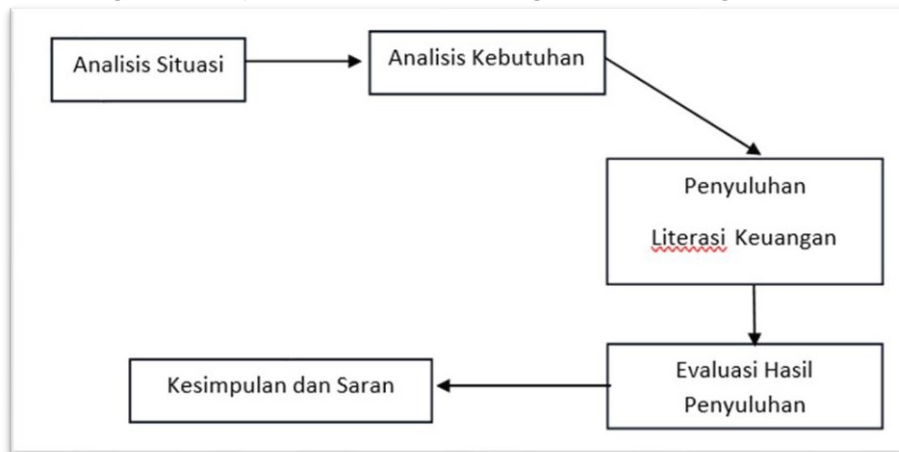 Analisis Situasi
Analisis Kebutuhan
Penyuluhan
Literasi Keuangan
Evaluasi Hasil
Penyuluhan
Kesimpulan dan Saran